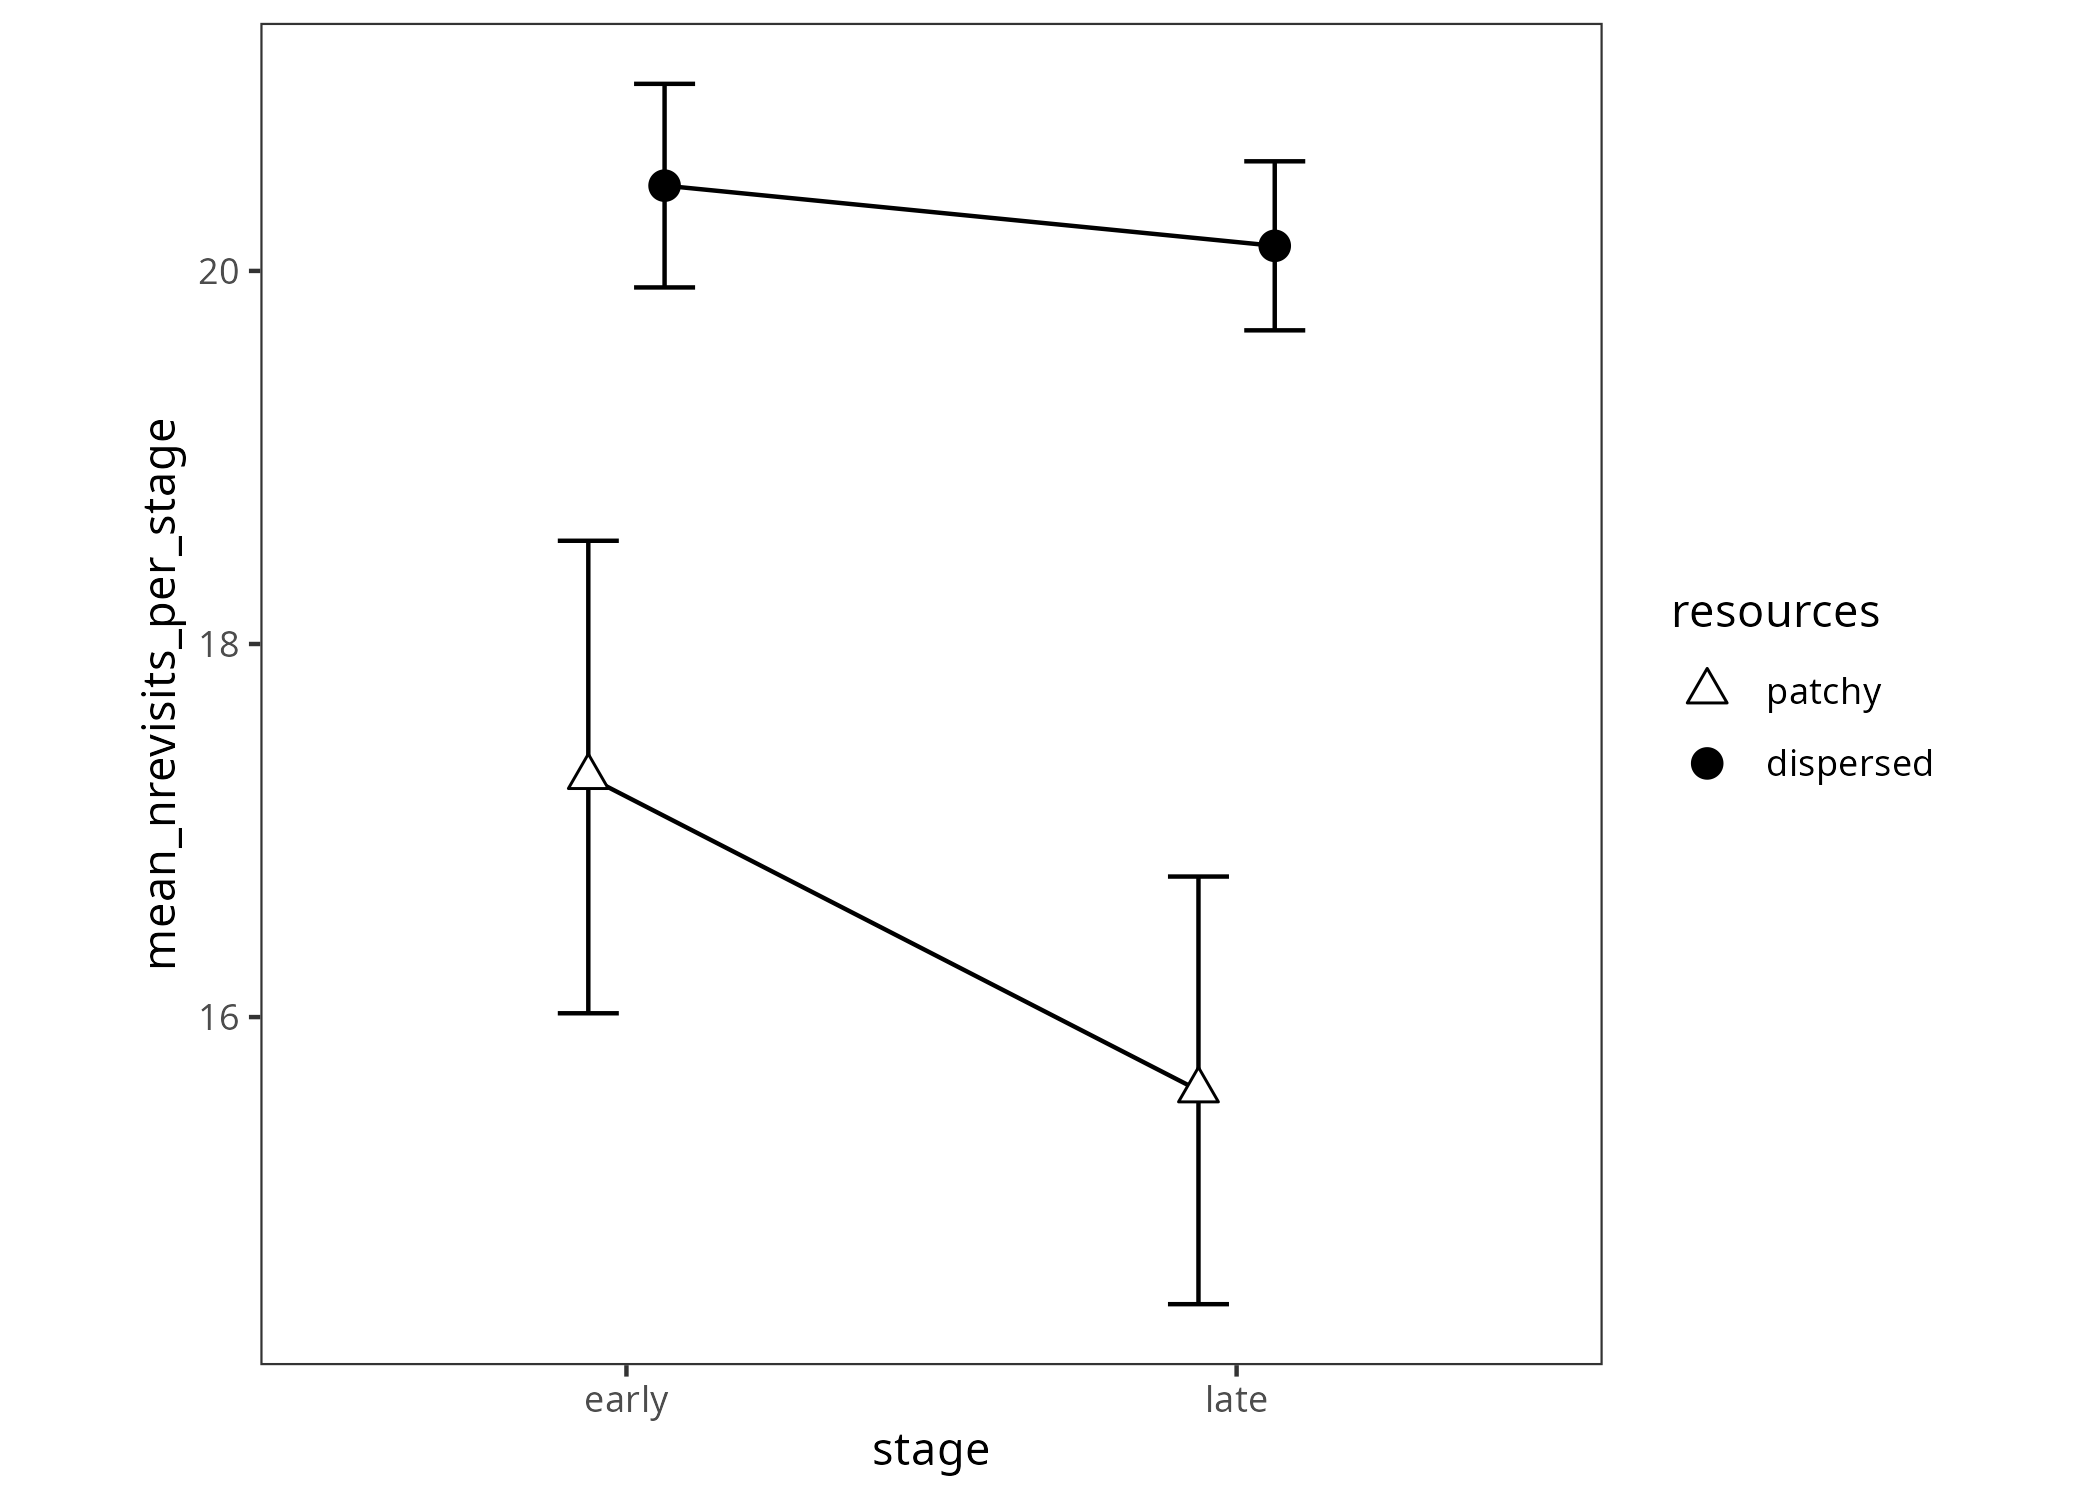 mean_nrevisits_per_stage
20
18
16
early
late
stage
resources
patchy
dispersed